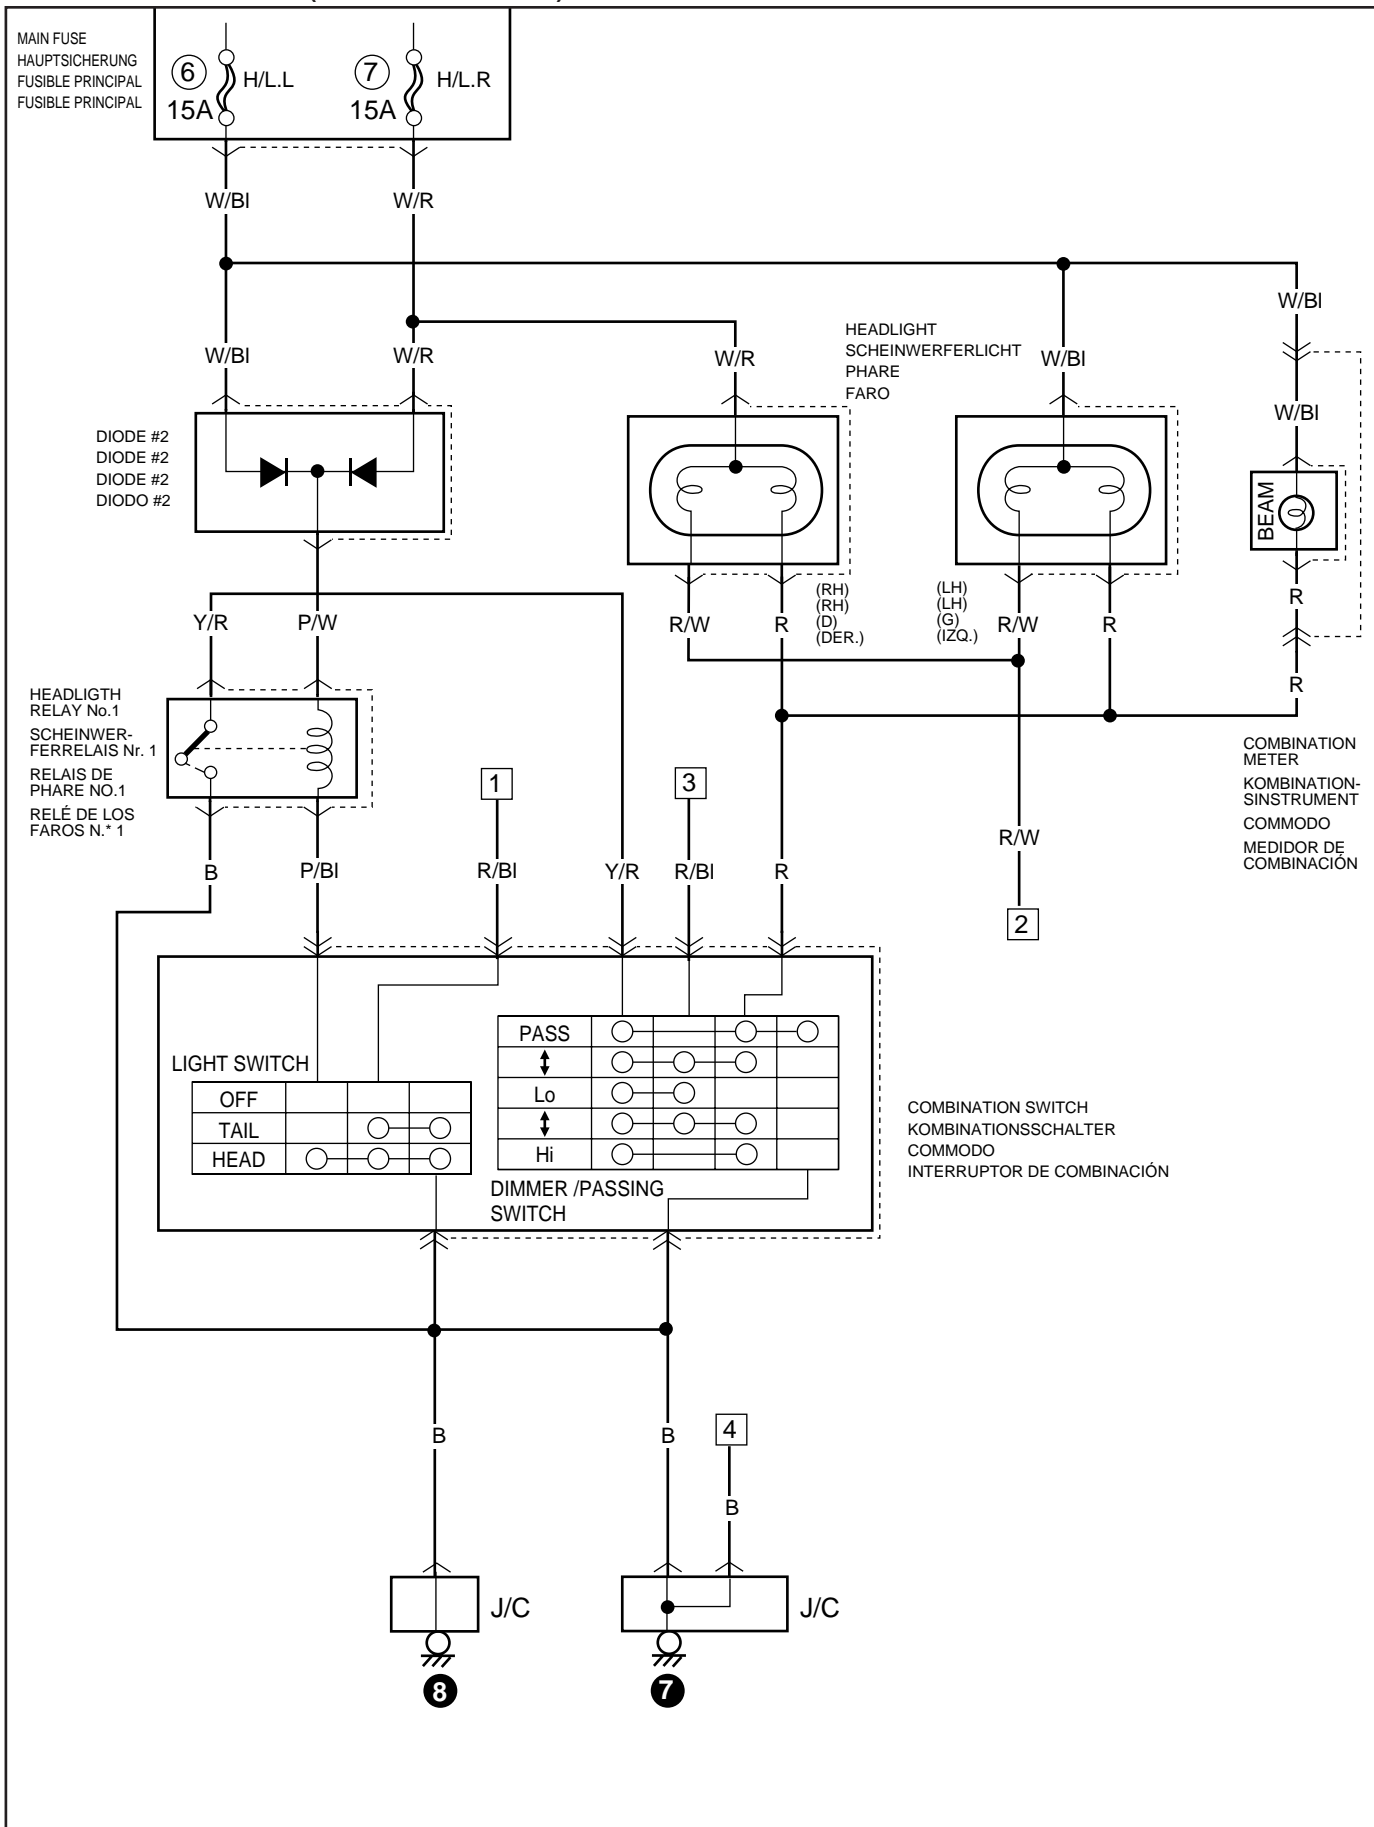 MAIN FUSE
HAUPTSICHERUNG
FUSIBLE PRINCIPAL
FUSIBLE PRINCIPAL
6 H/L.L
15A
7 H/L.R
15A
W/Bl W/R
W/Bl
W/Bl W/R
W/R
HEADLIGHT
SCHEINWERFERLICHT
PHARE
FARO
W/Bl
W/Bl
DIODE #2
DIODE #2
DIODE #2
DIODO #2
BEAM
(RH)
(RH)
(D)
(DER.)
(LH)
(LH)
(G)
(IZQ.)
R
Y/R P/W R/W R R/W R
R
HEADLIGTH
RELAY No.1
SCHEINWER-
FERRELAIS Nr. 1
RELAIS DE
PHARE NO.1
RELÉ DE LOS
FAROS N.* 1
COMBINATION
METER
KOMBINATION-
SINSTRUMENT
COMMODO
MEDIDOR DE
COMBINACIÓN
1 3
R/W
B P/Bl R/Bl Y/R R/Bl R
2
LIGHT SWITCH
OFF
TAIL
HEAD
PASS
Lo
Hi
DIMMER /PASSING
SWITCH
COMBINATION SWITCH
KOMBINATIONSSCHALTER
COMMODO
INTERRUPTOR DE COMBINACIÓN
B B 4
B
J/C J/C
8 7